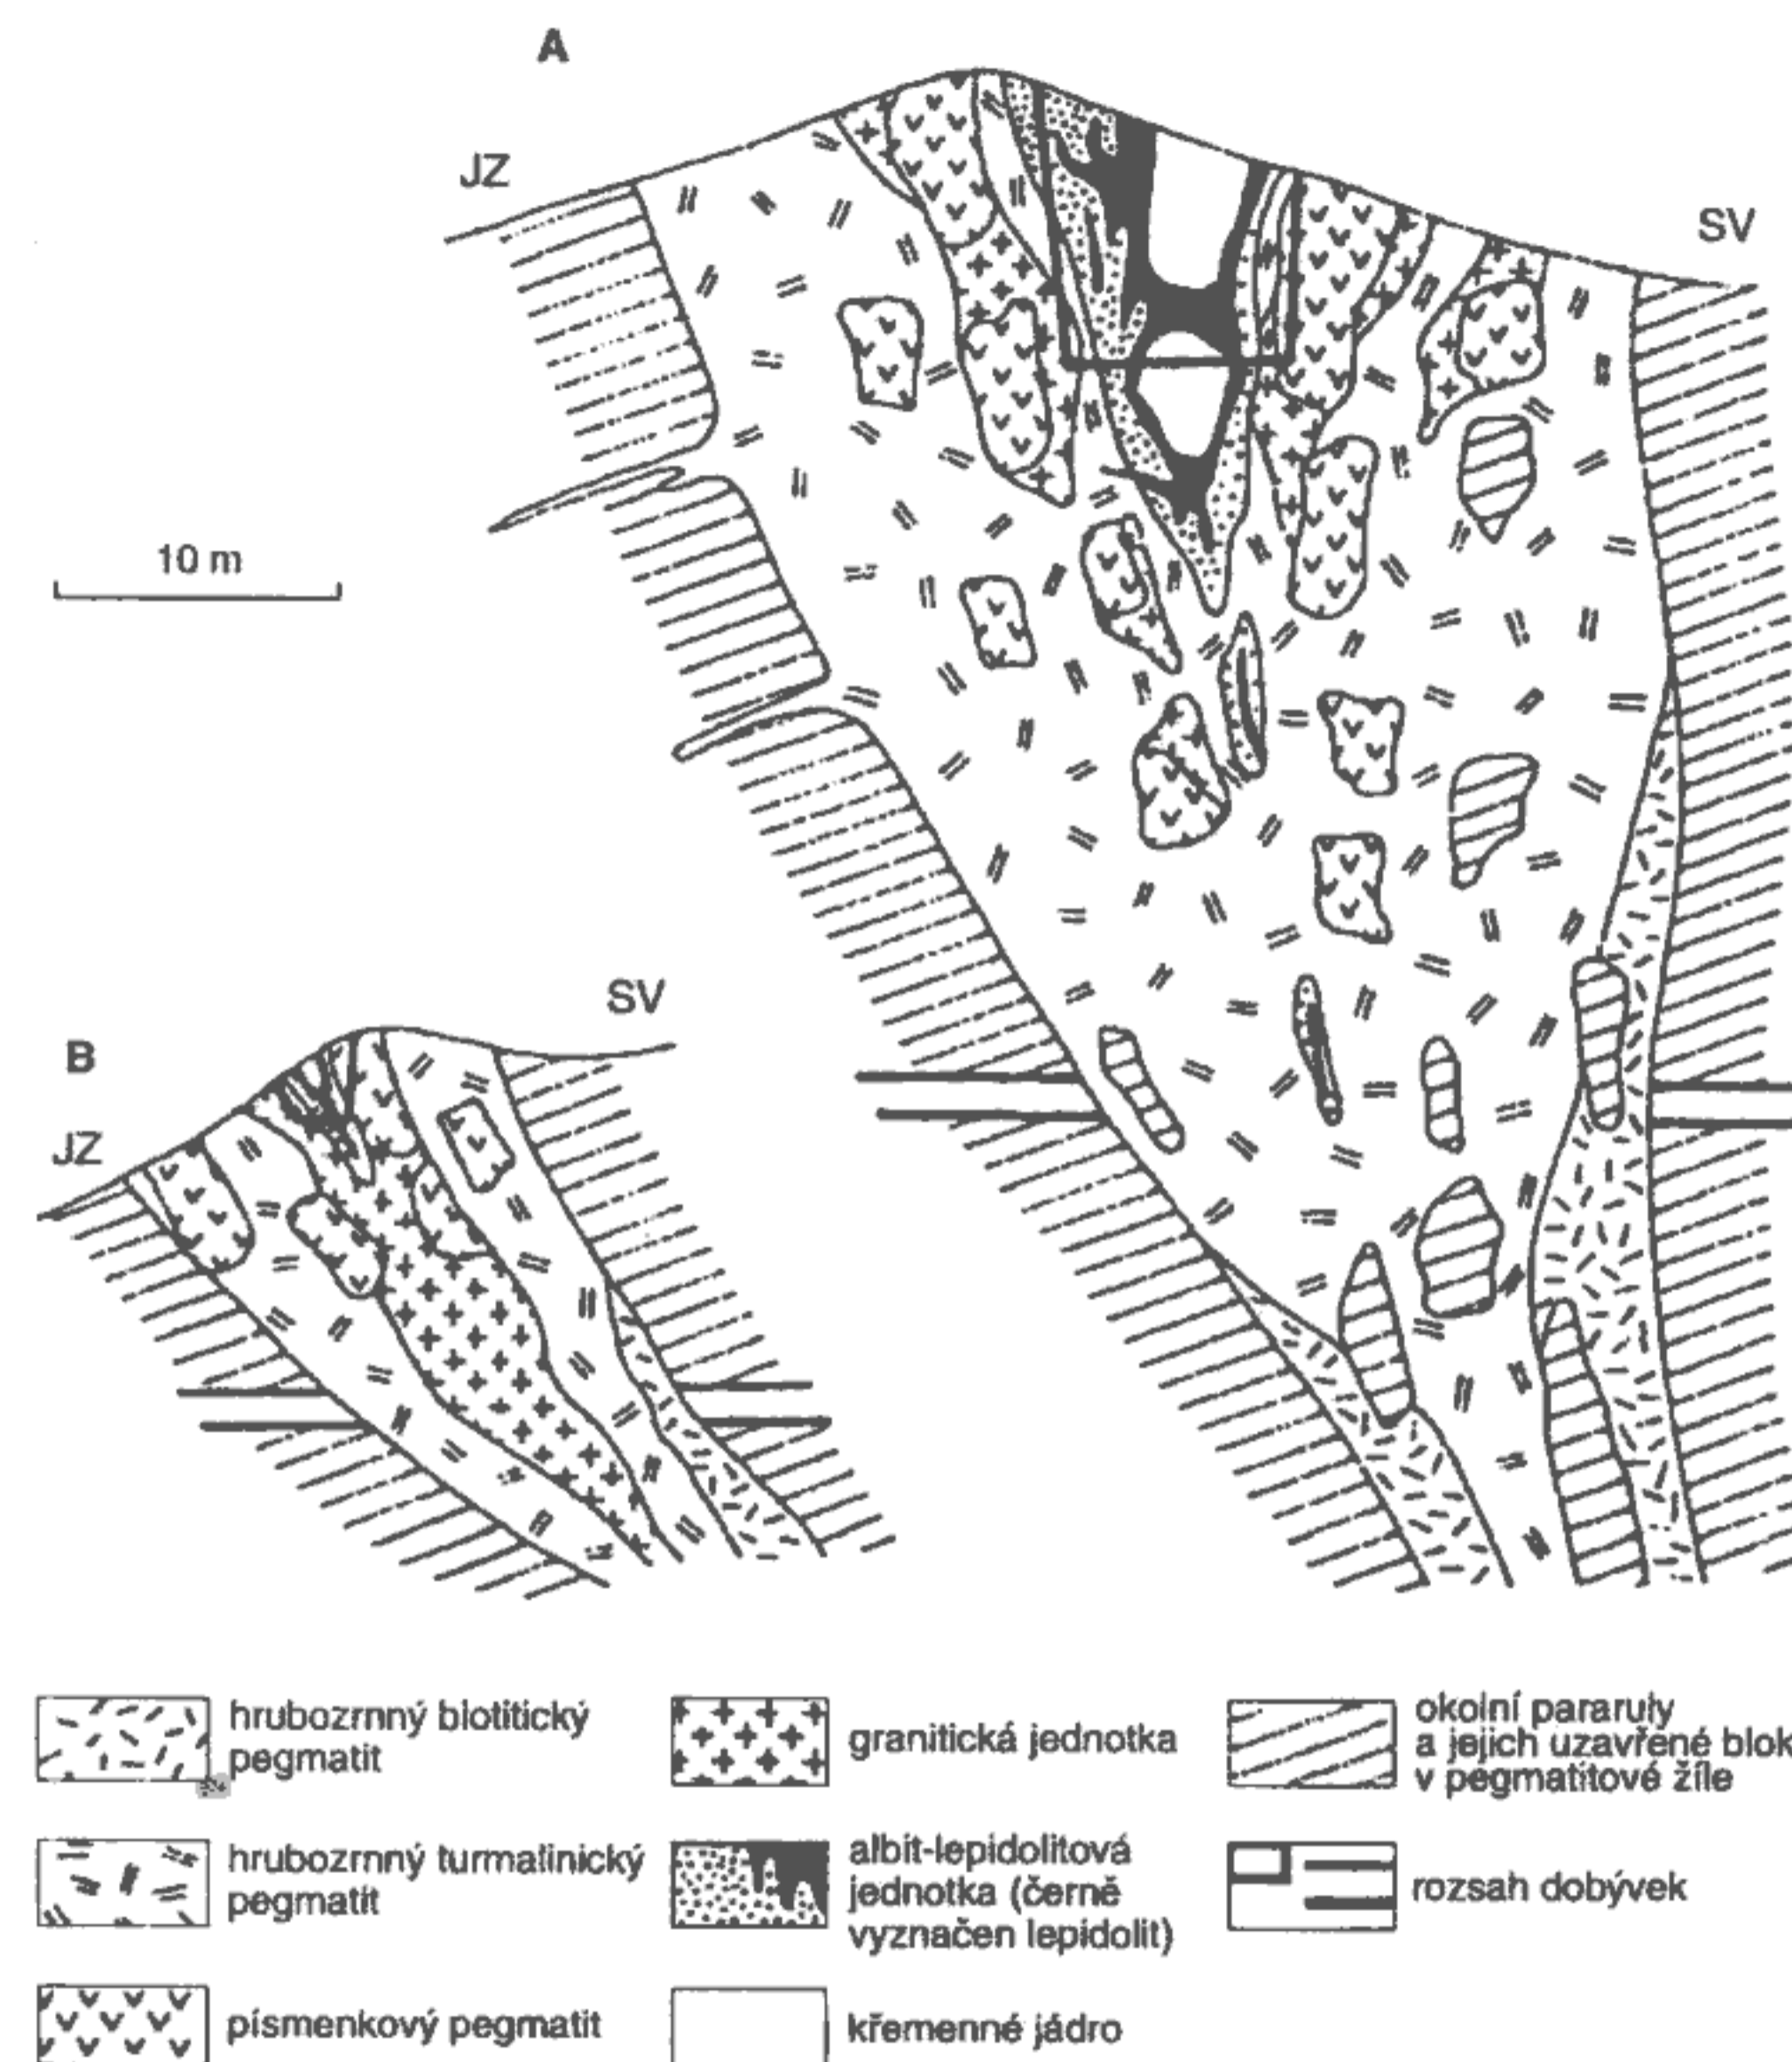 A
JZ
SV
10 m
SV
B
JZ
hrubozrnný biotitický
pegmatit
granitická jednotka
okolní pararuly
a jejich uzavřené blok
v pegmatitové žíle
hrubozrnný turmalinický
pegmatit
albit-lepidolitová
jednotka (černě
vyznačen lepidolit)
rozsah dobývek
písmenkový pegmatit
křemenné jádro